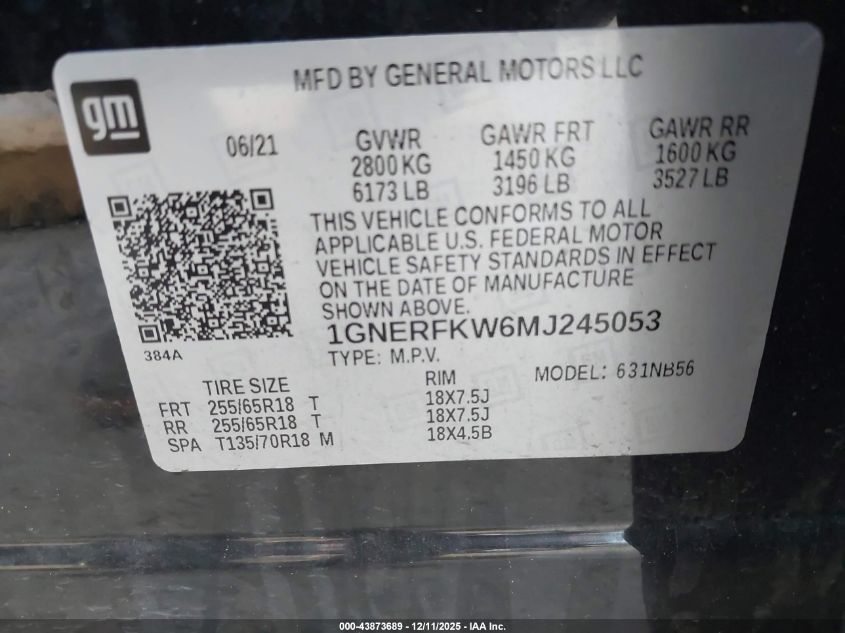 gm
MFD BY GENERAL MOTORS LLC
06/21
GVWR
2800 KG
6173 LB
GAWR FRT
1450 KG
3196 LB
GAWR RR
1600 KG
3527 LB
THIS VEHICLE CONFORMS TO ALL
APPLICABLE U.S. FEDERAL MOTOR
VEHICLE SAFETY STANDARDS IN EFFECT
ON THE DATE OF MANUFACTURE
SHOWN ABOVE.
1GNERFKW6MJ245053
384A
TYPE: M.P.V.
MODEL: 631NB56
TIRE SIZE RIM
FRT 255/65R18 T 18X7.5J
RR 255/65R18 T 18X7.5J
SPA T135/70R18 M 18X4.5B
000-43873689 - 12/11/2025 - IAA Inc.